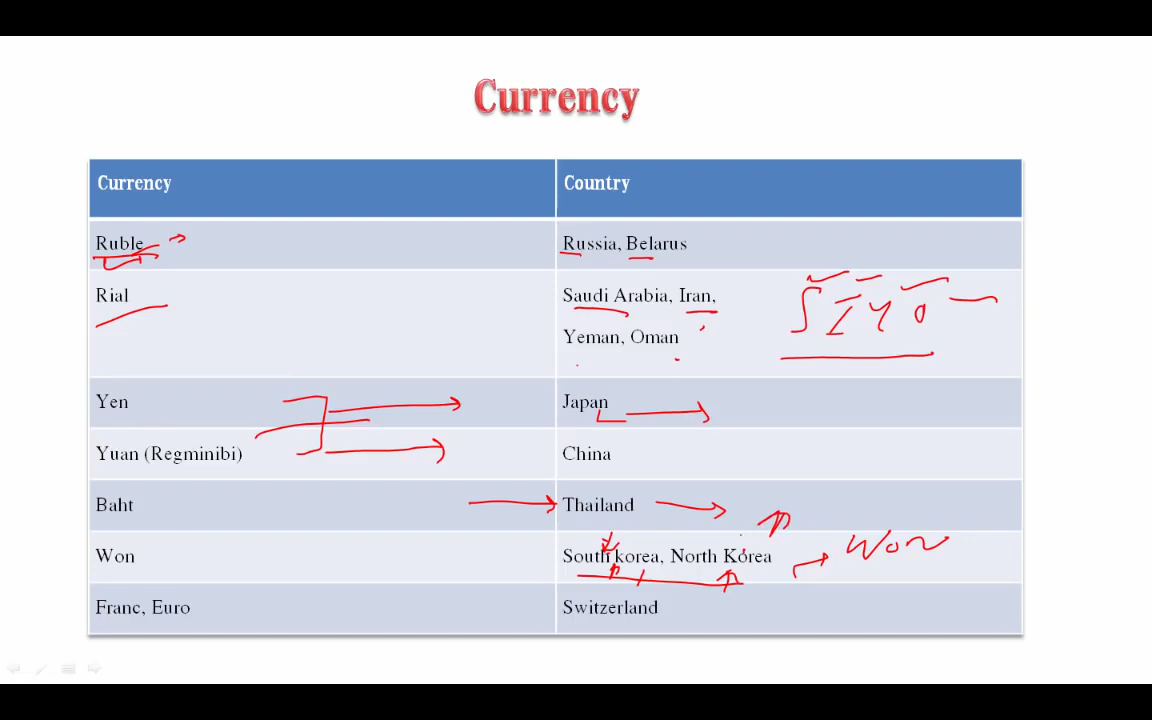 Currency
Currency Country
Ruble Russia, Belarus
Rial Saudi Arabia, Iran,
Yeman, Oman
S I Y O
Yen Japan
Yuan (Regminibi) China
Baht Thailand
Won South korea, North Korea
Won
Franc, Euro Switzerland